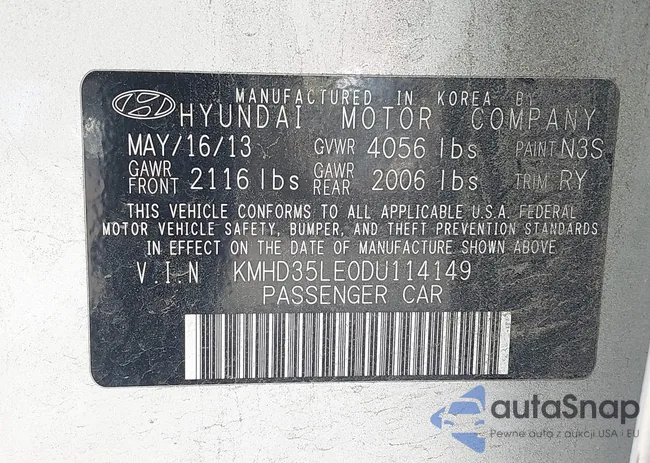 MANUFACTURED IN KOREA BY
HYUNDAI MOTOR COMPANY
MAY/16/13 GVWR 4056 lbs PAINT N3S
GAWR FRONT 2116 lbs GAWR REAR 2006 lbs TRIM RY
THIS VEHICLE CONFORMS TO ALL APPLICABLE U.S.A. FEDERAL
MOTOR VEHICLE SAFETY, BUMPER, AND THEFT PREVENTION STANDARDS
IN EFFECT ON THE DATE OF MANUFACTURE SHOWN ABOVE
V.I.N KMHD35LE0DU114149
PASSENGER CAR
autaSnap
Pewne auta z aukcji USA i EU